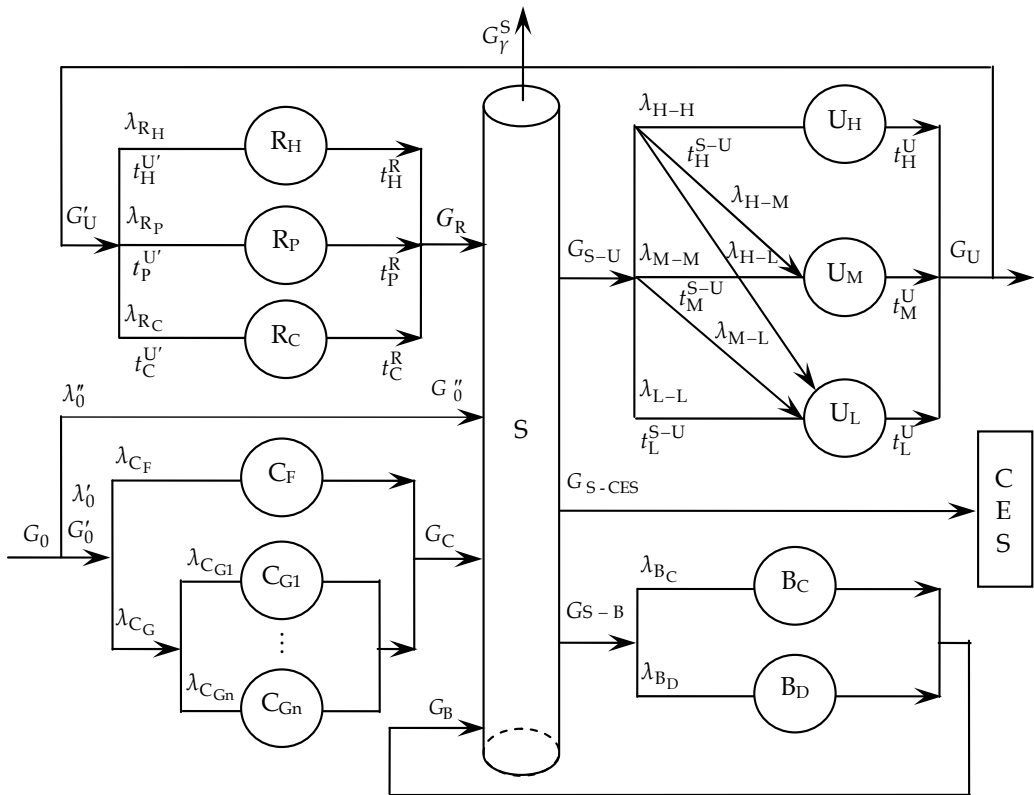 G_γ^S
λ_{R_H}
R_H
t_H^{U′}
t_H^R
G′_U
λ_{R_P}
R_P
t_P^{U′}
t_P^R
G_R
λ_{R_C}
R_C
t_C^{U′}
t_C^R
λ″_0
G″_0
λ_{C_F}
C_F
λ′_0
G_0
G′_0
G_C
λ_{C_{G1}}
C_{G1}
λ_{C_G}
⋮
λ_{C_{Gn}}
C_{Gn}
G_B
S
λ_{H–H}
U_H
t_H^{S–U}
t_H^U
λ_{H–M}
G_{S–U}
λ_{M–M}
λ_{H–L}
U_M
G_U
t_M^{S–U}
t_M^U
λ_{M–L}
λ_{L–L}
U_L
t_L^{S–U}
t_L^U
G_{S-CES}
C
E
S
λ_{B_C}
B_C
GS – B
λ_{B_D}
B_D